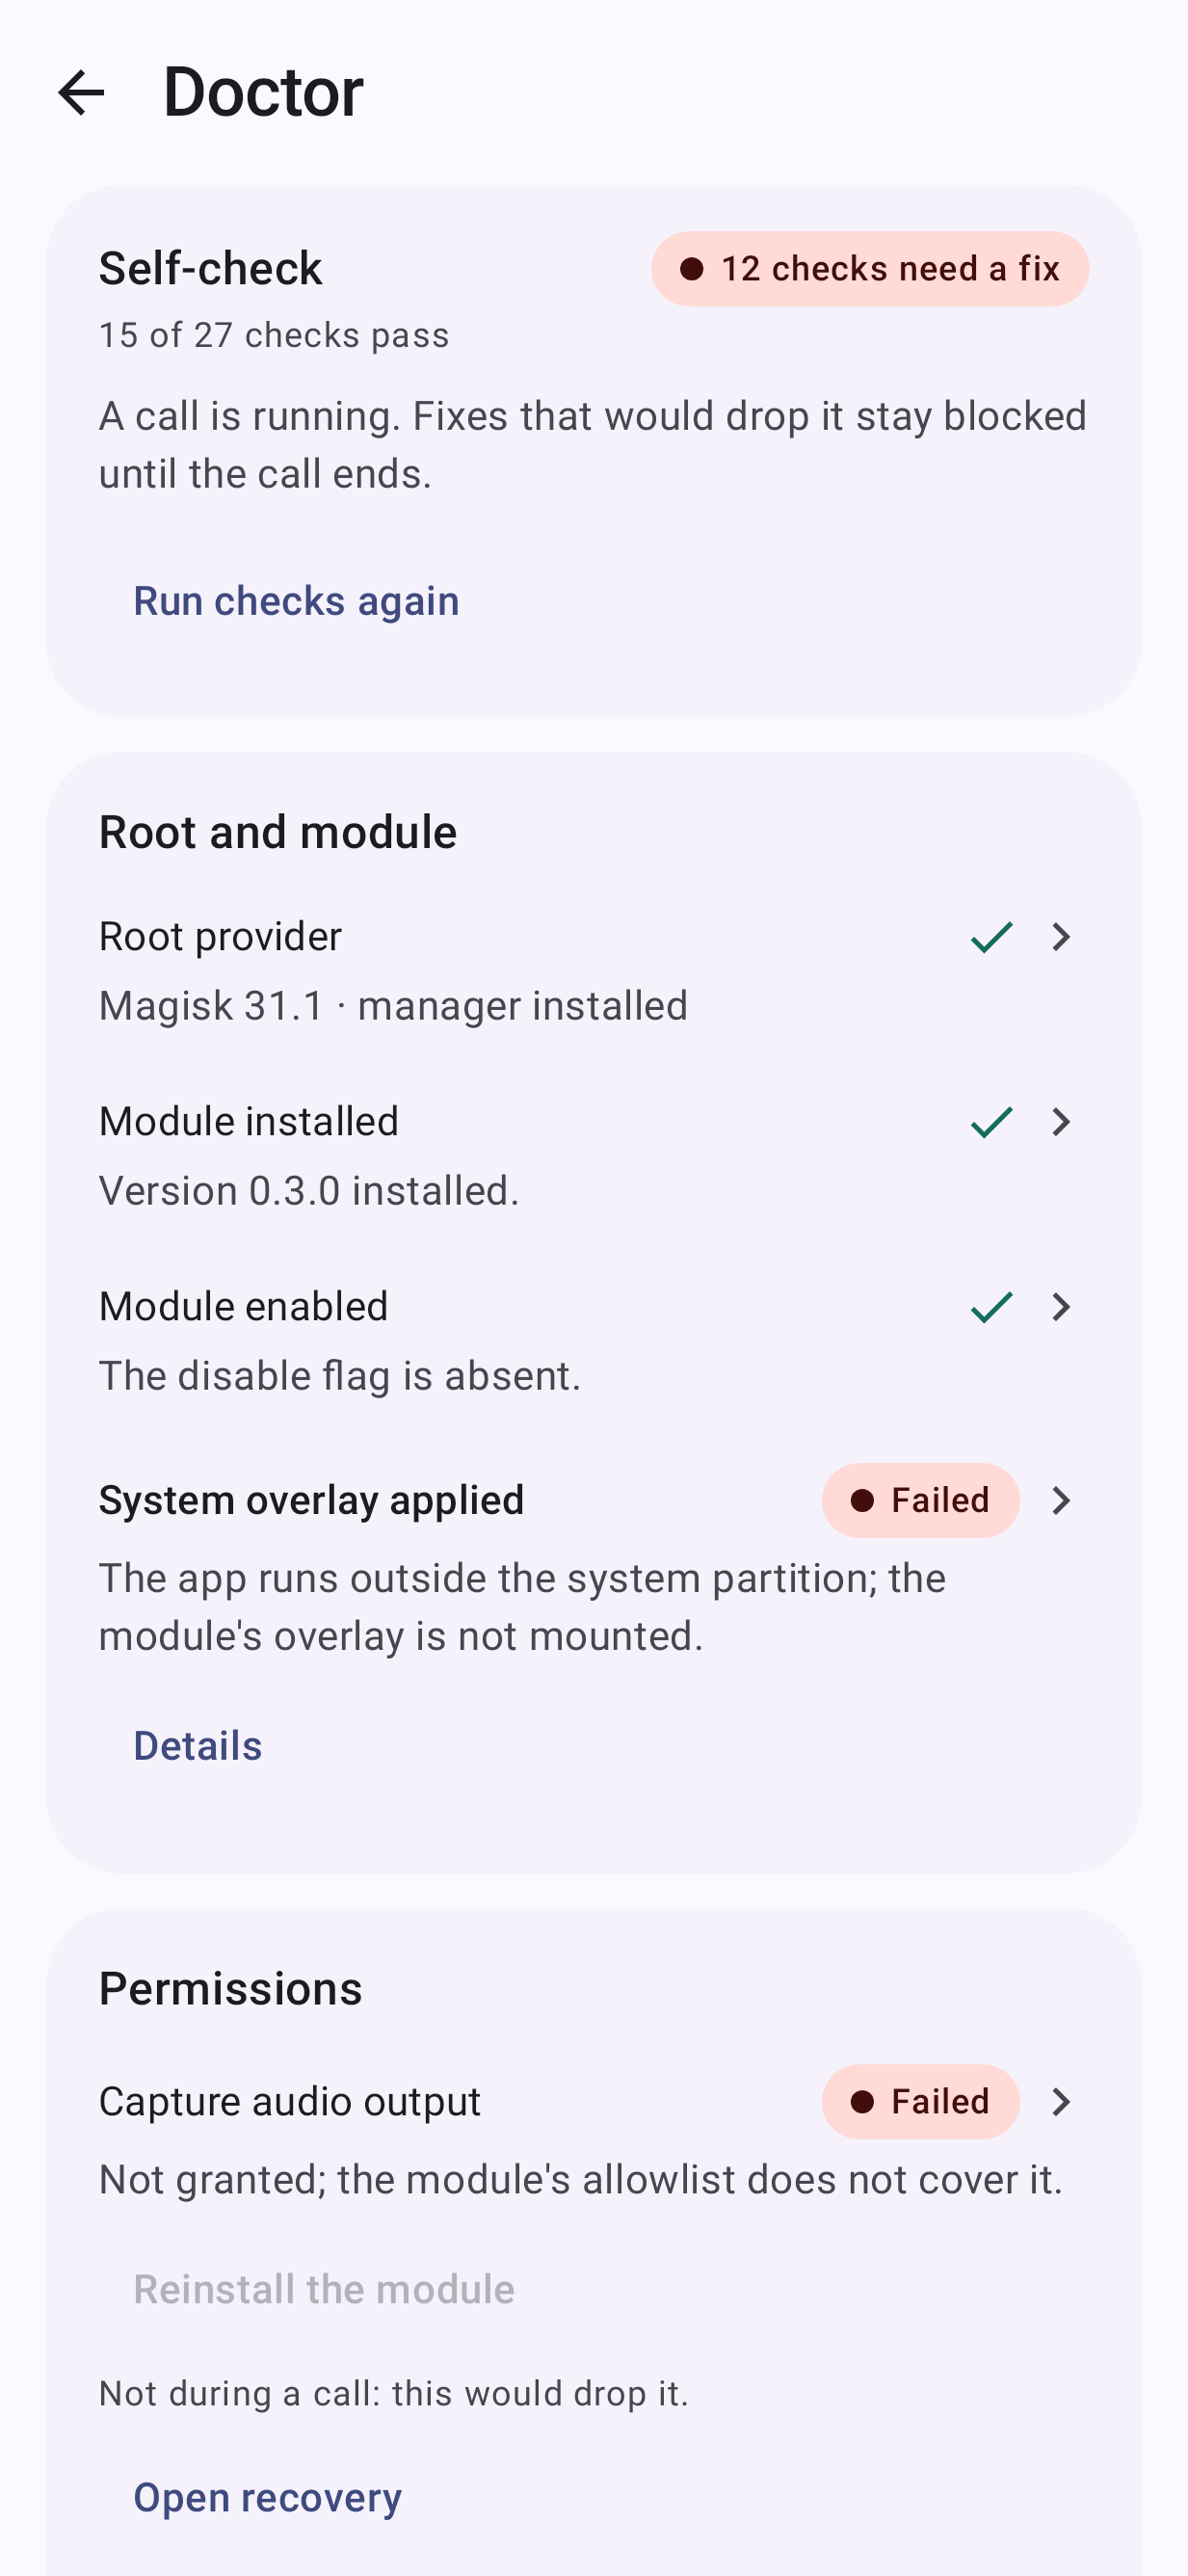 Doctor
Self-check
12 checks need a fix
15 of 27 checks pass
A call is running. Fixes that would drop it stay blocked
until the call ends.
Run checks again
Root and module
Root provider
Magisk 31.1 · manager installed
Module installed
Version 0.3.0 installed.
Module enabled
The disable flag is absent.
System overlay applied
Failed
The app runs outside the system partition; the
module's overlay is not mounted.
Details
Permissions
Capture audio output
Failed
Not granted; the module's allowlist does not cover it.
Reinstall the module
Not during a call: this would drop it.
Open recovery